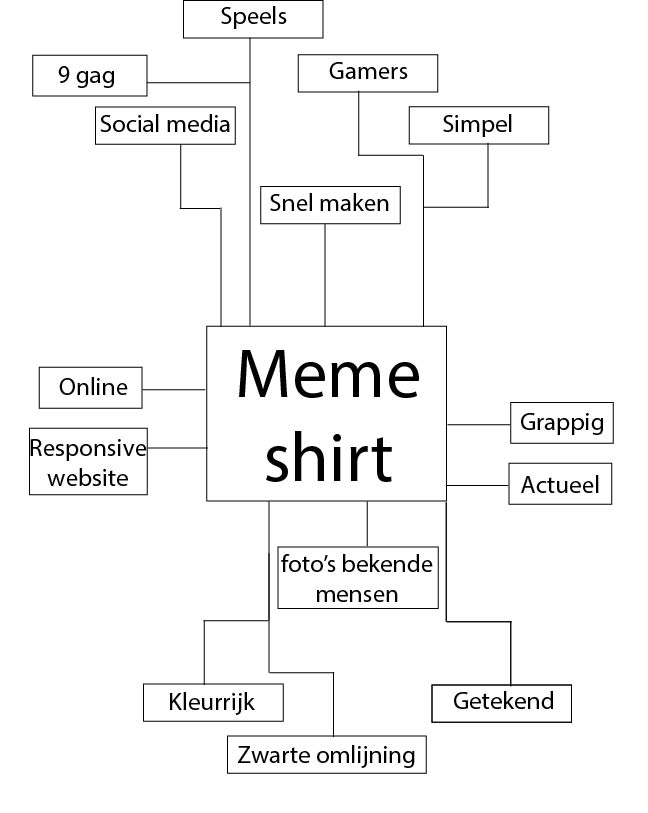 Speels
9 gag
Gamers
Social media
Simpel
Snel maken
Meme
shirt
Online
Grappig
Responsive
website
Actueel
foto's bekende
mensen
Kleurrijk
Getekend
Zwarte omlijning